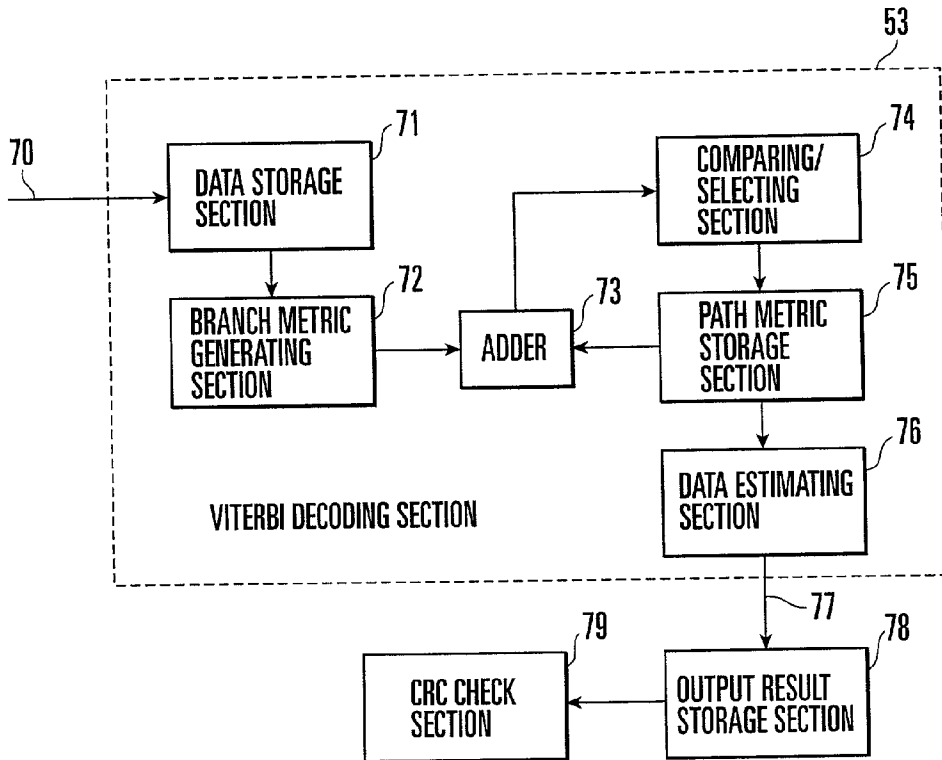 53
70
71
DATA STORAGE
SECTION
74
COMPARING/
SELECTING
SECTION
72
BRANCH METRIC
GENERATING
SECTION
73
ADDER
75
PATH METRIC
STORAGE
SECTION
76
DATA ESTIMATING
SECTION
VITERBI DECODING SECTION
77
79
CRC CHECK
SECTION
78
OUTPUT RESULT
STORAGE SECTION